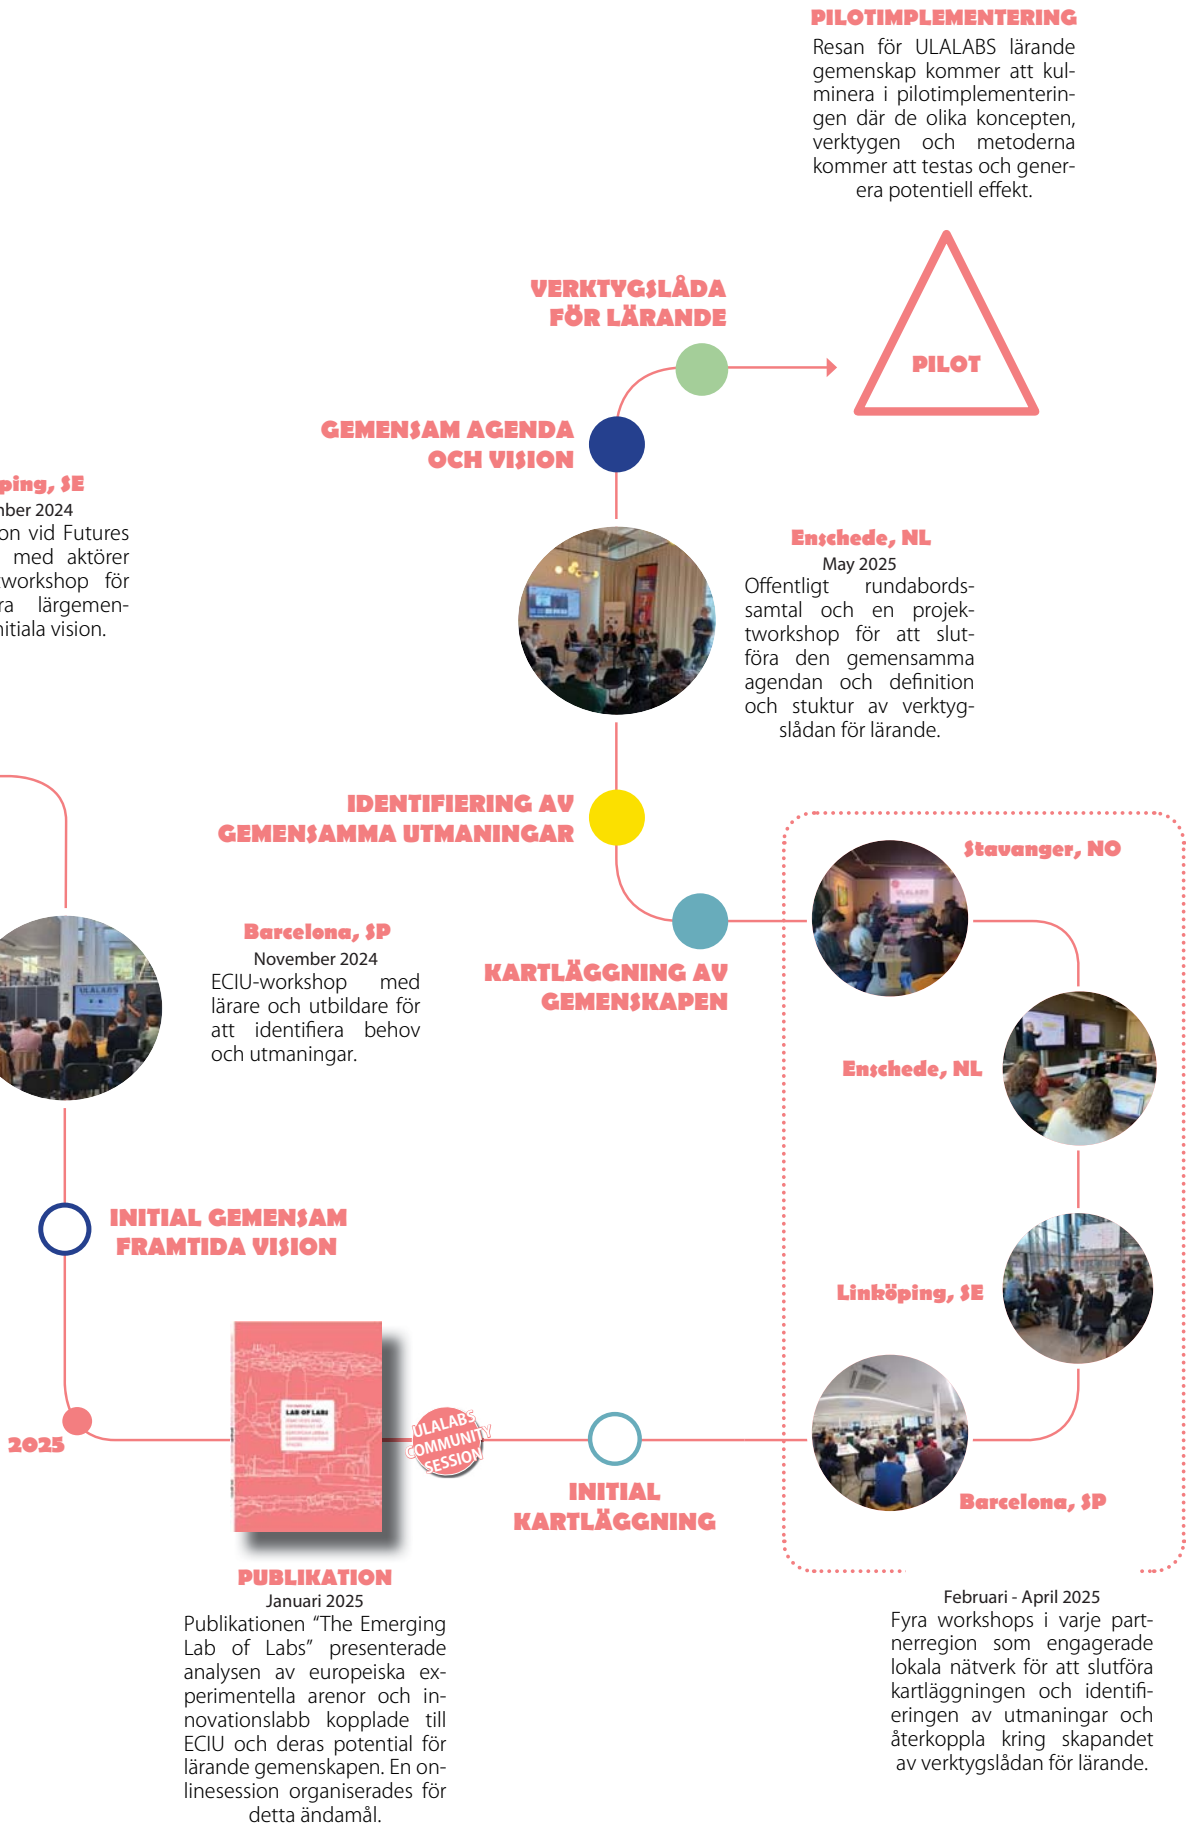 PILOTIMPLEMENTERING
Resan för ULALABS lärande
gemenskap kommer att kul-
minera i pilotimplementerin-
gen där de olika koncepten,
verktygen och metoderna
kommer att testas och gener-
era potentiell effekt.
VERKTYGSLÅDA
FÖR LÄRANDE
PILOT
GEMENSAM AGENDA
OCH VISION
ping, SE
ber 2024
on vid Futures
med aktörer
workshop för
ra lärgemen-
nitiala vision.
Enschede, NL
May 2025
Offentligt rundabords-
samtal och en projek-
tworkshop för att slut-
föra den gemensamma
agendan och definition
och stuktur av verktyg-
slådan för lärande.
IDENTIFIERING AV
GEMENSAMMA UTMANINGAR
Stavanger, NO
ULALABS
KARTLÄGGNING AV
GEMENSKAPEN
Barcelona, SP
November 2024
ECIU-workshop med
lärare och utbildare för
att identifiera behov
och utmaningar.
ULALABS
Enschede, NL
INITIAL GEMENSAM
FRAMTIDA VISION
Linköping, SE
2025
LAB OF LABS
ULALABS
COMMUNITY
SESSION
INITIAL
KARTLÄGGNING
Barcelona, SP
PUBLIKATION
Januari 2025
Publikationen “The Emerging
Lab of Labs” presenterade
analysen av europeiska ex-
perimentella arenor och in-
novationslabb kopplade till
ECIU och deras potential för
lärande gemenskapen. En on-
linesession organiserades för
detta ändamål.
Februari - April 2025
Fyra workshops i varje part-
nerregion som engagerade
lokala nätverk för att slutföra
kartläggningen och identifi-
eringen av utmaningar och
återkoppla kring skapandet
av verktygslådan för lärande.